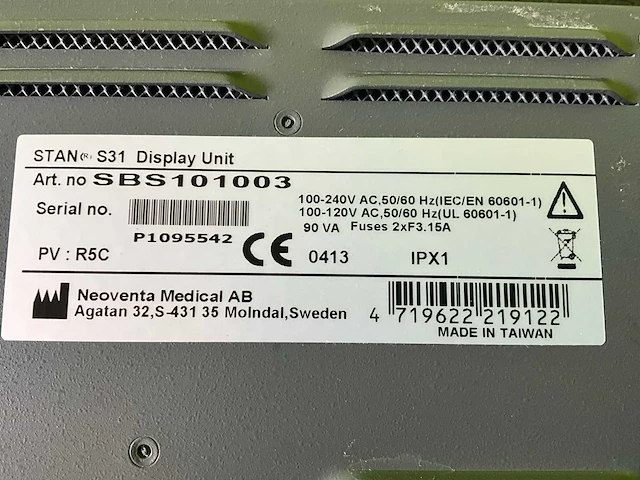 STAN(R) S31 Display Unit
Art. no SBS101003
Serial no.
P1095542
100-240V AC,50/60 Hz(IEC/EN 60601-1)
100-120V AC,50/60 Hz(UL 60601-1)
90 VA Fuses 2xF3.15A
PV : R5C
CE 0413
IPX1
Neoventa Medical AB
Agatan 32,S-431 35 Molndal,Sweden
4 719622 219122
MADE IN TAIWAN